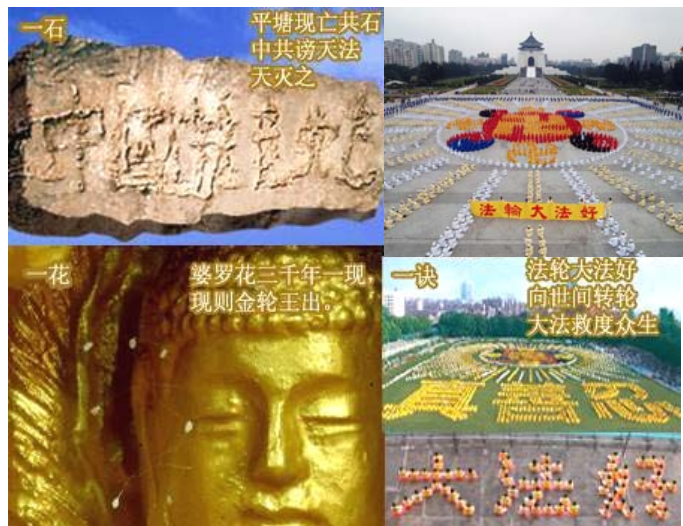 一石
平塘现亡共石
中共谤天法
天灭之
法輪大法好
一花
婆罗花三千年一现，
现则金轮王出。
一诀
法轮大法好
向世间转轮
大法救度众生
真善忍
大法好